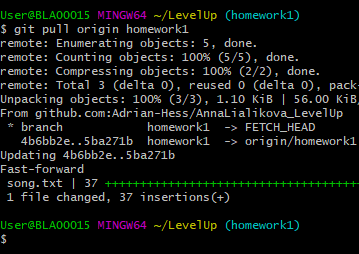 User@BLAOOO15 MINGW64 ~/LevelUp (homework1)
$ git pull origin homework1
remote: Enumerating objects: 5, done.
remote: Counting objects: 100% (5/5), done.
remote: Compressing objects: 100% (2/2), done.
remote: Total 3 (delta 0), reused 0 (delta 0), pack-
Unpacking objects: 100% (3/3), 1.10 KiB | 56.00 KiB
From github.com:Adrian-Hess/AnnaLialikova_LevelUp
* branch homework1 -> FETCH_HEAD
4b6bb2e..5ba271b homework1 -> origin/homework1
Updating 4b6bb2e..5ba271b
Fast-forward
song.txt | 37 +++++++++++++++++++++++++++++++++++++
1 file changed, 37 insertions(+)
User@BLAOOO15 MINGW64 ~/LevelUp (homework1)
$